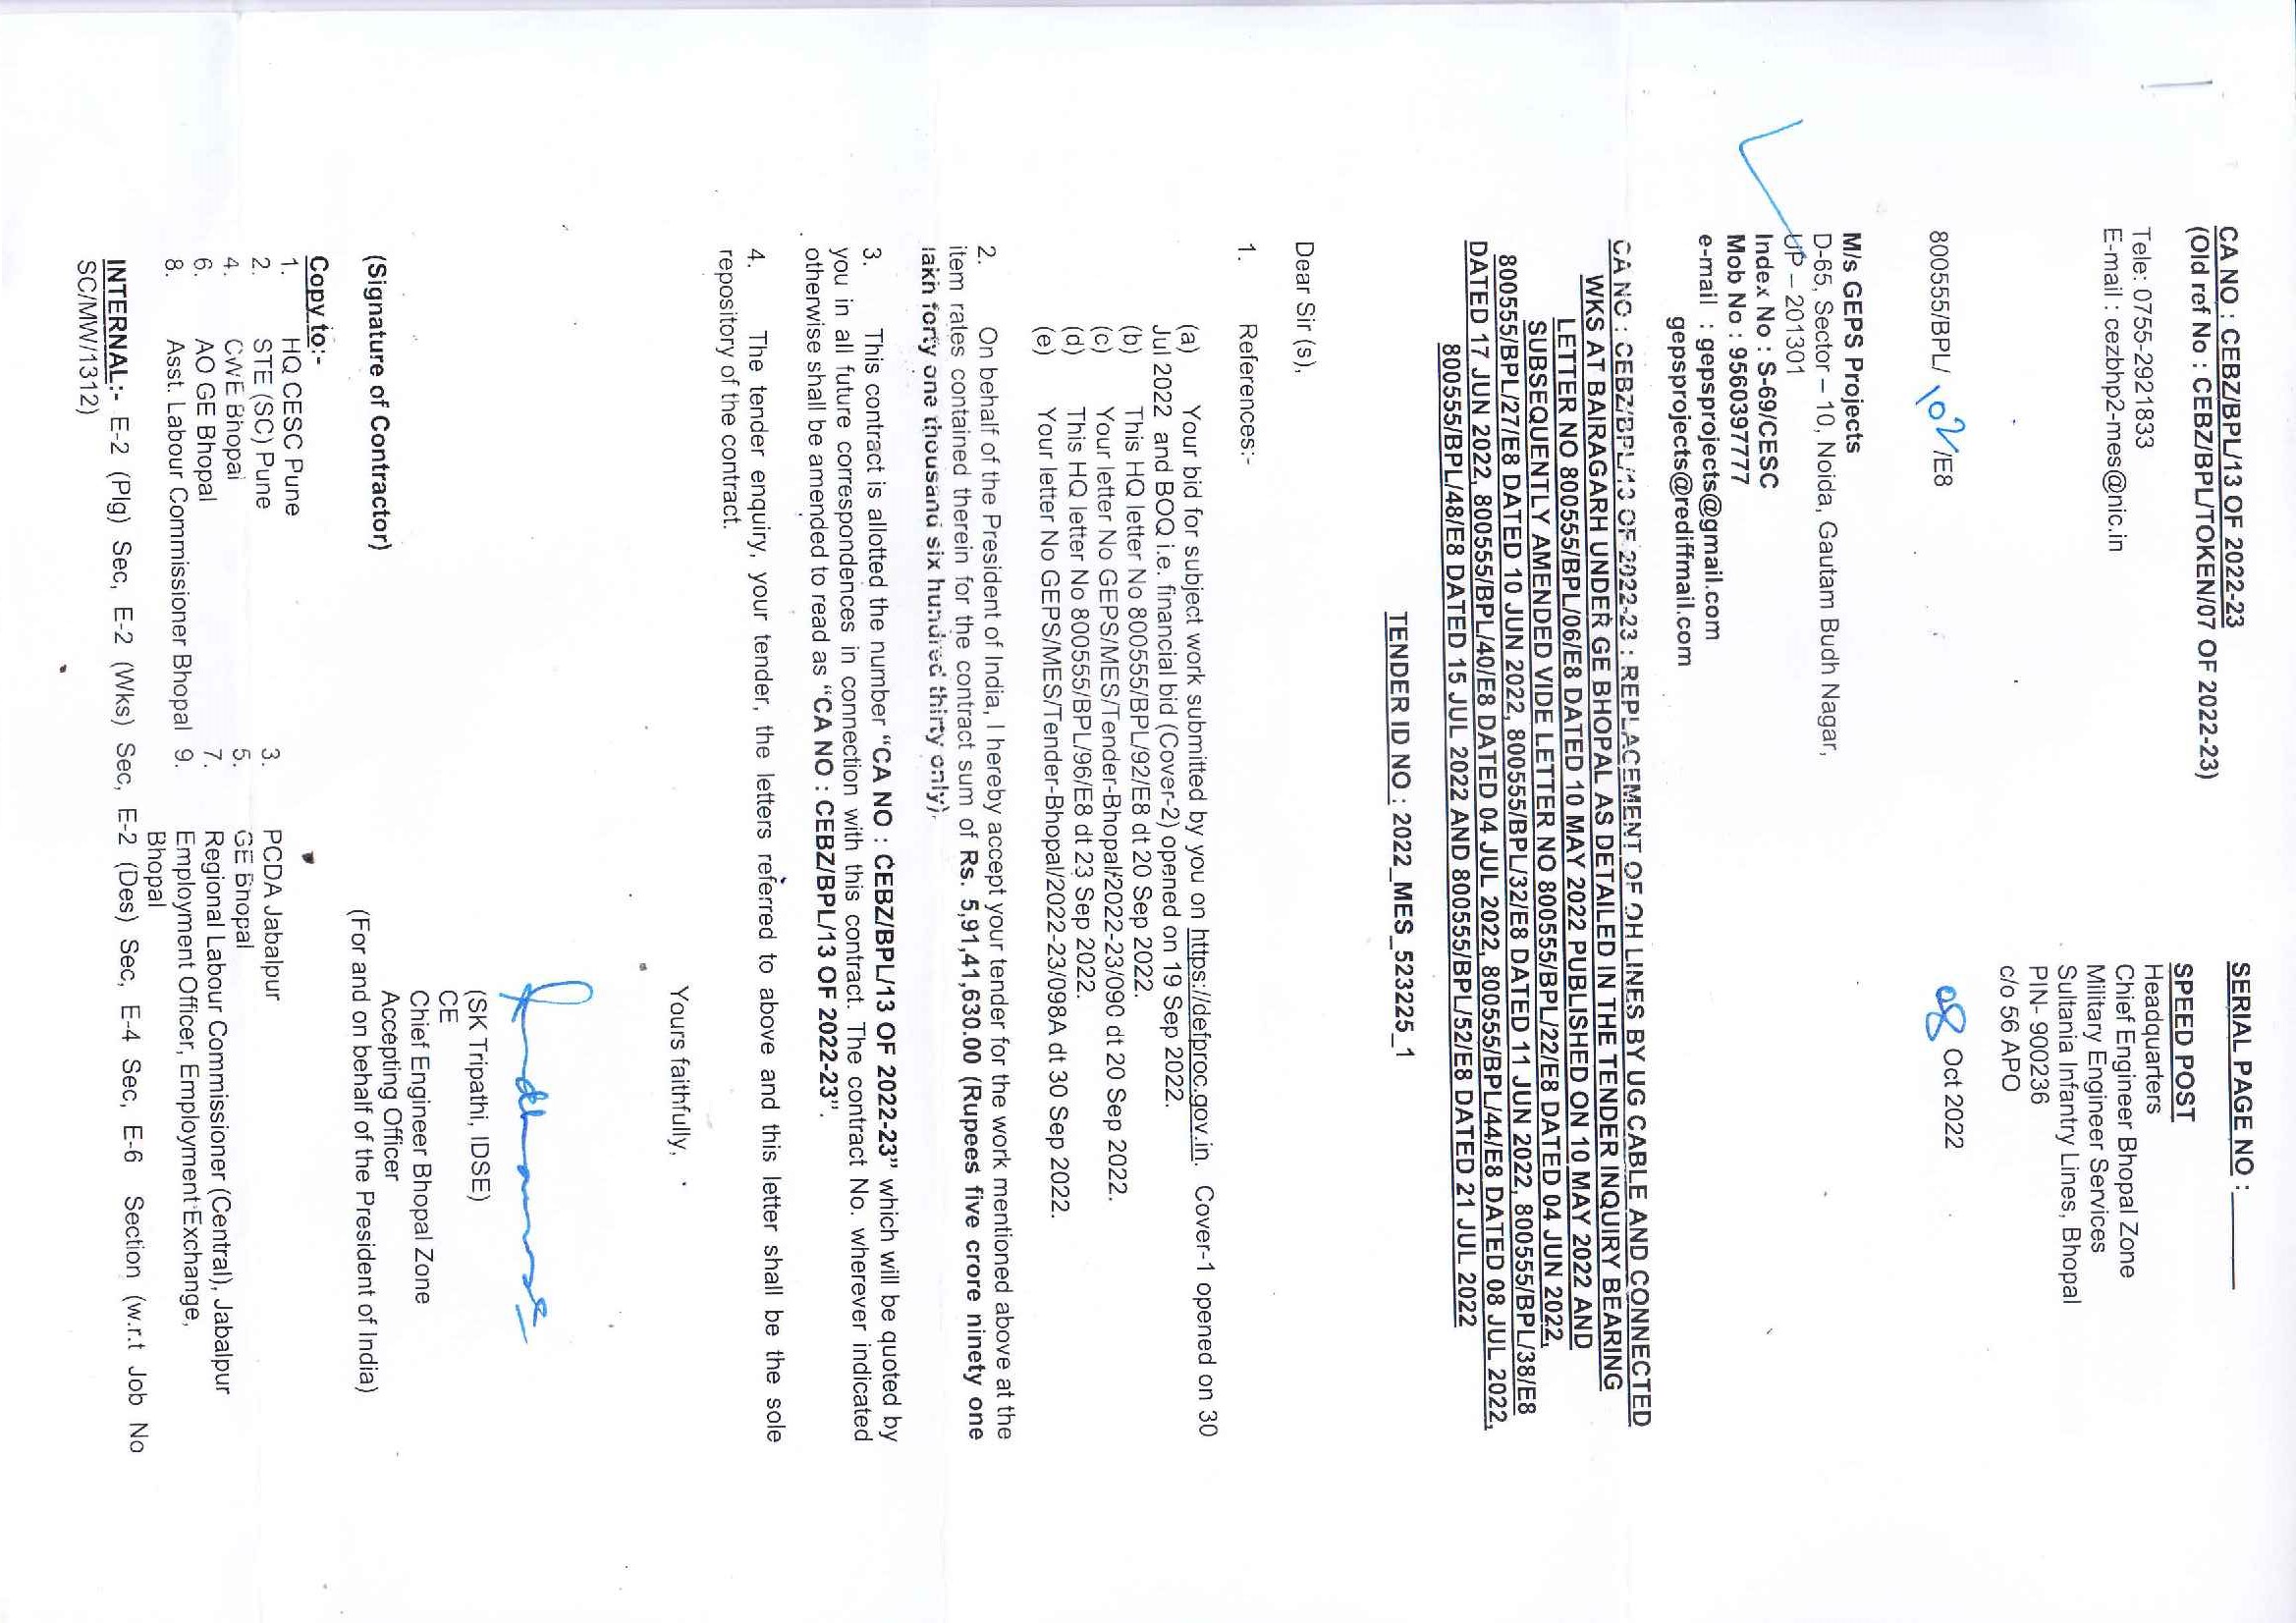 CA NO : CEBZ/BPL/13 OF 2022-23
(Old ref No : CEBZ/BPL/TOKEN/07 OF 2022-23)
SERIAL PAGE NO :
SPEED POST
Tele: 0755-2921833
E-mail : cezbhp2-mes@nic.in
Headquarters
Chief Engineer Bhopal Zone
Military Engineer Services
Sultania Infantry Lines, Bhopal
PIN- 900236
c/o 56 APO
800555/BPL/ 102/E8
08 Oct 2022
M/s GEPS Projects
D-65, Sector – 10, Noida, Gautam Budh Nagar,
UP – 201301
Index No : S-69/CESC
Mob No : 9560397777
e-mail : gepsprojects@gmail.com
gepsprojects@rediffmail.com
CA NO : CEBZ/BPL/13 OF 2022-23 : REPLACEMENT OF OH LINES BY UG CABLE AND CONNECTED
WKS AT BAIRAGARH UNDER GE BHOPAL AS DETAILED IN THE TENDER INQUIRY BEARING
LETTER NO 800555/BPL/06/E8 DATED 10 MAY 2022 PUBLISHED ON 10 MAY 2022 AND
SUBSEQUENTLY AMENDED VIDE LETTER NO 800555/BPL/22/E8 DATED 04 JUN 2022,
800555/BPL/27/E8 DATED 10 JUN 2022, 800555/BPL/32/E8 DATED 11 JUN 2022, 800555/BPL/38/E8
DATED 17 JUN 2022, 800555/BPL/40/E8 DATED 04 JUL 2022, 800555/BPL/44/E8 DATED 08 JUL 2022,
800555/BPL/48/E8 DATED 15 JUL 2022 AND 800555/BPL/52/E8 DATED 21 JUL 2022
TENDER ID NO : 2022_MES_523225_1
Dear Sir (s),
1. References:-
(a) Your bid for subject work submitted by you on https://defproc.gov.in. Cover-1 opened on 30
Jul 2022 and BOQ i.e. financial bid (Cover-2) opened on 19 Sep 2022.
(b) This HQ letter No 800555/BPL/92/E8 dt 20 Sep 2022.
(c) Your letter No GEPS/MES/Tender-Bhopal/2022-23/090 dt 20 Sep 2022.
(d) This HQ letter No 800555/BPL/96/E8 dt 23 Sep 2022.
(e) Your letter No GEPS/MES/Tender-Bhopal/2022-23/098A dt 30 Sep 2022.
2. On behalf of the President of India, I hereby accept your tender for the work mentioned above at the
item rates contained therein for the contract sum of Rs. 5,91,41,630.00 (Rupees five crore ninety one
lakh forty one thousand six hundred thirty only).
3. This contract is allotted the number “CA NO : CEBZ/BPL/13 OF 2022-23” which will be quoted by
you in all future correspondences in connection with this contract. The contract No. wherever indicated
otherwise shall be amended to read as “CA NO : CEBZ/BPL/13 OF 2022-23”.
4. The tender enquiry, your tender, the letters referred to above and this letter shall be the sole
repository of the contract.
Yours faithfully,
(SK Tripathi, IDSE)
CE
Chief Engineer Bhopal Zone
Accepting Officer
(For and on behalf of the President of India)
(Signature of Contractor)
Copy to:-
1. HQ CESC Pune
2. STE (SC) Pune 3. PCDA Jabalpur
4. CWE Bhopal 5. GE Bhopal
6. AO GE Bhopal 7. Regional Labour Commissioner (Central), Jabalpur
8. Asst. Labour Commissioner Bhopal 9. Employment Officer, Employment Exchange,
Bhopal
INTERNAL:- E-2 (Plg) Sec, E-2 (Wks) Sec, E-2 (Des) Sec, E-4 Sec, E-6 Section (w.r.t Job No
SC/MW/1312)